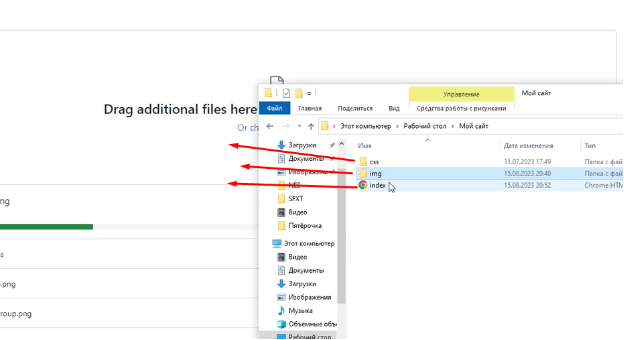 Drag additional files here
Or ch
ng
s
.png
roup.png
Управление
Мой сайт
Файл Главная Поделиться Вид Средства работы с рисунками
Этот компьютер › Рабочий стол › Мой сайт
Имя Дата изменения Тип
Загрузки
Документы
Изображени
NES
SFXT
Видео
Пятёрочка
Этот компьютер
Видео
Документы
Загрузки
Изображения
Музыка
Объемные объ
Рабочий стол
css 31.07.2023 17:49 Папка с фай
img 15.08.2023 20:40 Папка с фай
index 15.08.2023 20:52 Chrome HTM